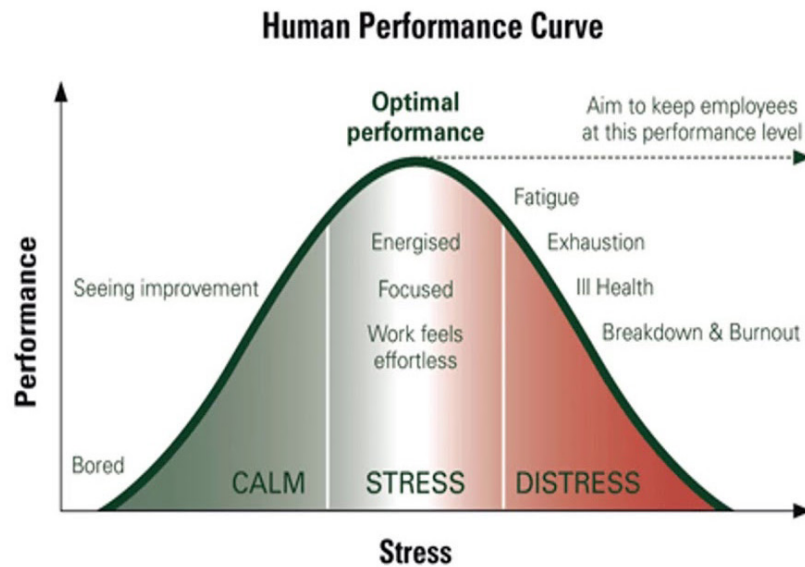 Human Performance Curve
Optimal
performance
Aim to keep employees
at this performance level
Fatigue
Energised
Exhaustion
Seeing improvement
Focused
Ill Health
Work feels
effortless
Breakdown & Burnout
Performance
Bored
CALM
STRESS
DISTRESS
Stress